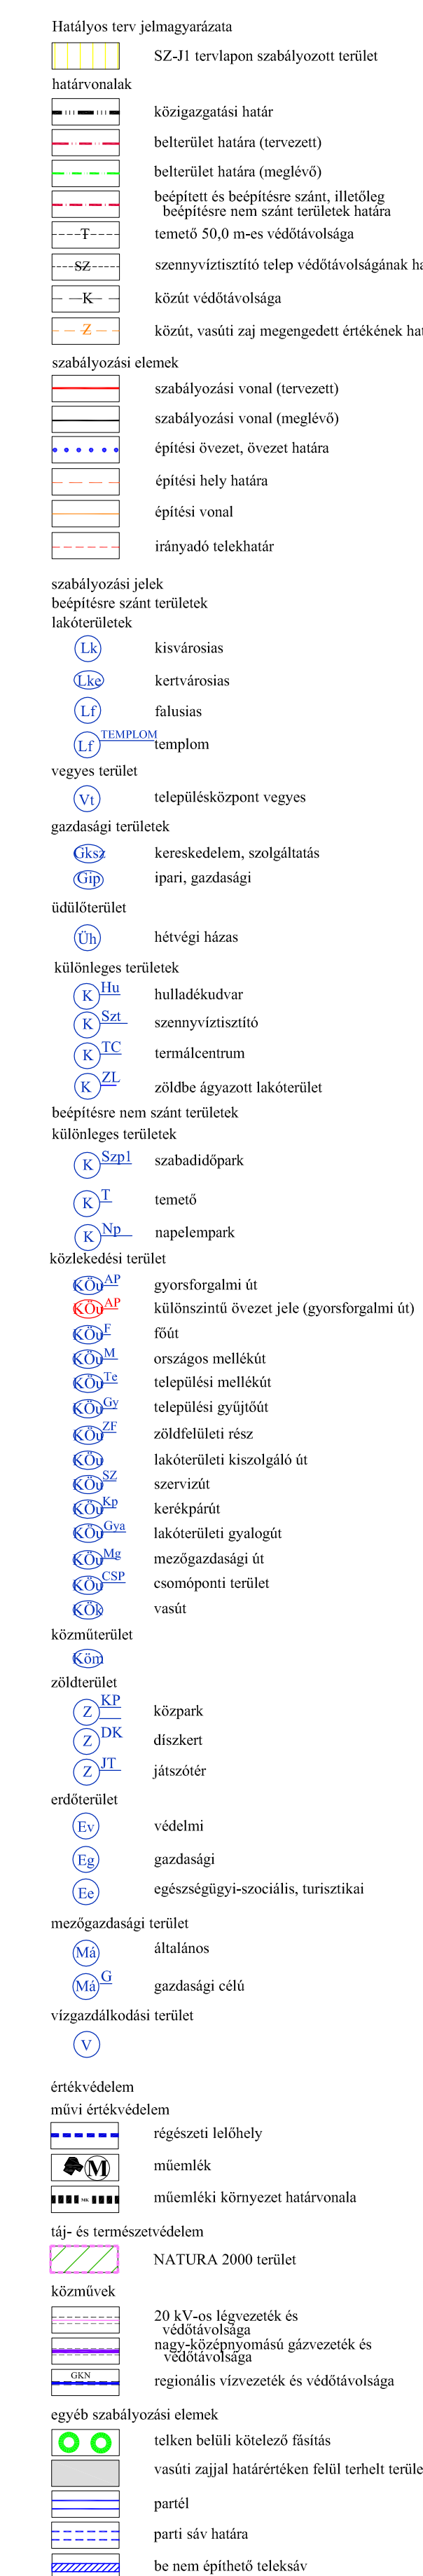 Hatályos terv jelmagyarázata
SZ-J1 tervlapon szabályozott terület
határvonalak
közigazgatási határ
belterület határa (tervezett)
belterület határa (meglévő)
beépített és beépítésre szánt, illetőleg
beépítésre nem szánt területek határa
T temető 50,0 m-es védőtávolsága
SZ szennyvíztisztító telep védőtávolságának
K közút védőtávolsága
Z közút, vasúti zaj megengedett értékének
szabályozási elemek
szabályozási vonal (tervezett)
szabályozási vonal (meglévő)
építési övezet, övezet határa
építési hely határa
építési vonal
irányadó telekhatár
szabályozási jelek
beépítésre szánt területek
lakóterületek
Lk kisvárosias
Lke kertvárosias
Lf falusias
Lf TEMPLOM templom
vegyes terület
Vt településközpont vegyes
gazdasági területek
Gksz kereskedelem, szolgáltatás
Gip ipari, gazdasági
üdülőterület
Üh hétvégi házas
különleges területek
K Hu hulladékudvar
K Szt szennyvíztisztító
K TC termálcentrum
K ZL zöldbe ágyazott lakóterület
beépítésre nem szánt területek
különleges területek
K Szp1 szabadidőpark
K T temető
K Np napelempark
közlekedési terület
KÖu AP gyorsforgalmi út
KÖu AP különszintű övezet jele (gyorsforgalmi út)
KÖu F főút
KÖu M országos mellékút
KÖu Te települési mellékút
KÖu Gy települési gyűjtőút
KÖu ZF zöldfelületi rész
KÖu lakóterületi kiszolgáló út
KÖu SZ szervizút
KÖu Kp kerékpárút
KÖu Gya lakóterületi gyalogút
KÖu Mg mezőgazdasági út
KÖu CSP csomóponti terület
KÖk vasút
közműterület
Köm
zöldterület
Z KP közpark
Z DK díszkert
Z JT játszótér
erdőterület
Ev védelmi
Eg gazdasági
Ee egészségügyi-szociális, turisztikai
mezőgazdasági terület
Má általános
Má G gazdasági célú
vízgazdálkodási terület
V
értékvédelem
művi értékvédelem
régészeti lelőhely
M műemlék
műemléki környezet határvonala
táj- és természetvédelem
NATURA 2000 terület
közművek
20 kV-os légvezeték és
védőtávolsága
nagy-középnyomású gázvezeték és
védőtávolsága
GKN regionális vízvezeték és védőtávolsága
egyéb szabályozási elemek
telken belüli kötelező fásítás
vasúti zajjal határértéken felül terhelt
partél
parti sáv határa
be nem építhető teleksáv